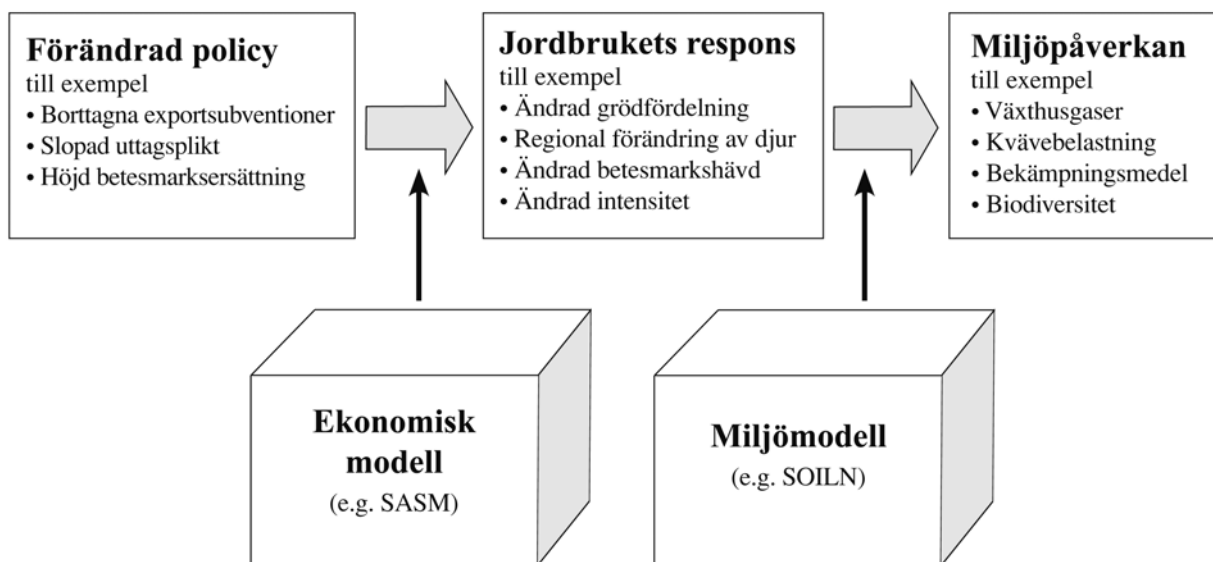 Förändrad policy
till exempel
• Borttagna exportsubventioner
• Slopad uttagsplikt
• Höjd betesmarksersättning
Jordbrukets respons
till exempel
• Ändrad grödfördelning
• Regional förändring av djur
• Ändrad betesmarkshävd
• Ändrad intensitet
Miljöpåverkan
till exempel
• Växthusgaser
• Kvävebelastning
• Bekämpningsmedel
• Biodiversitet
Ekonomisk
modell
(e.g. SASM)
Miljömodell
(e.g. SOILN)